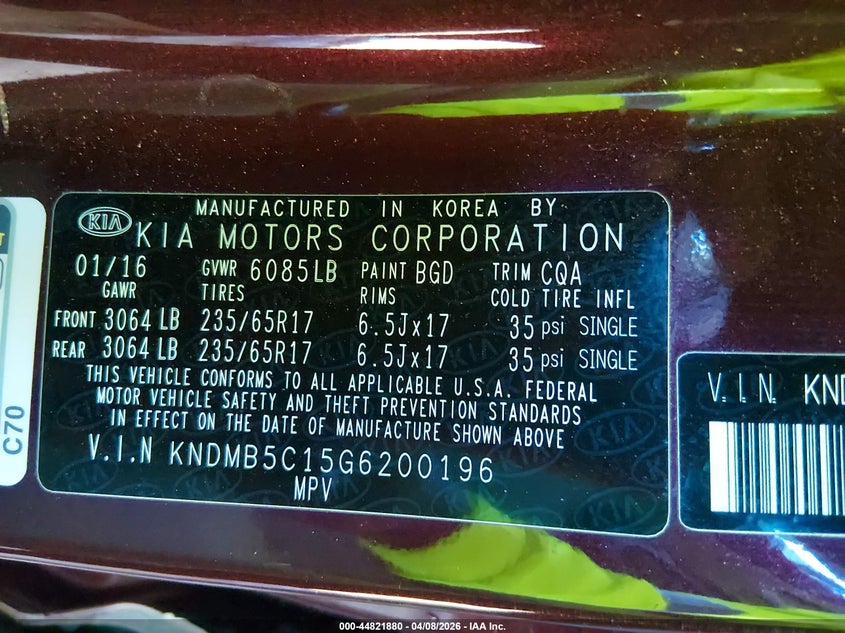 MANUFACTURED IN KOREA BY
KIA KIA MOTORS CORPORATION
01/16 GVWR 6085LB PAINT BGD TRIM CQA
GAWR TIRES RIMS COLD TIRE INFL
FRONT 3064 LB 235/65R17 6.5Jx17 35 psi SINGLE
REAR 3064 LB 235/65R17 6.5Jx17 35 psi SINGLE
THIS VEHICLE CONFORMS TO ALL APPLICABLE U.S.A. FEDERAL
MOTOR VEHICLE SAFETY AND THEFT PREVENTION STANDARDS
IN EFFECT ON THE DATE OF MANUFACTURE SHOWN ABOVE
V.I.N KNDMB5C15G6200196
MPV
C70
V.I.N. KND
000-44821880 - 04/08/2026 - IAA Inc.